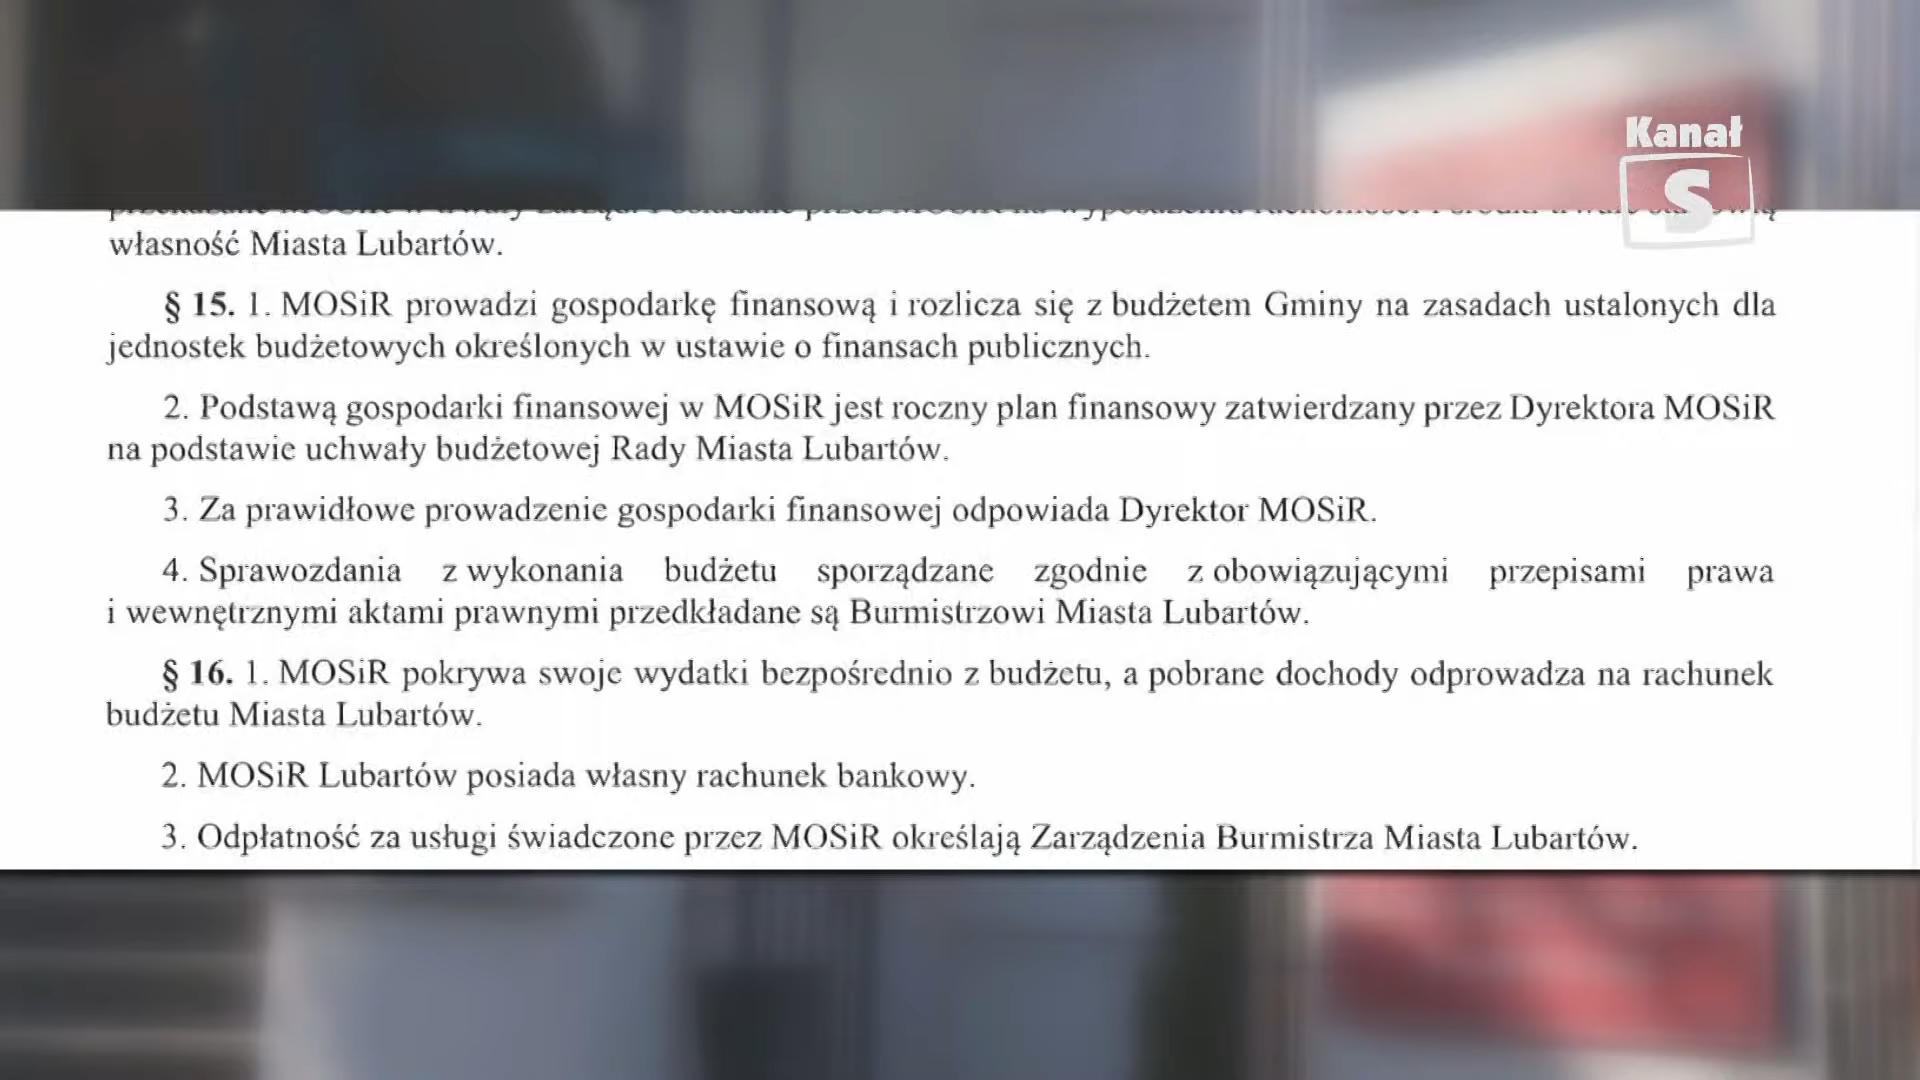 Kanał
S
własność Miasta Lubartów.
§ 15. 1. MOSiR prowadzi gospodarkę finansową i rozlicza się z budżetem Gminy na zasadach ustalonych dla
jednostek budżetowych określonych w ustawie o finansach publicznych.
2. Podstawą gospodarki finansowej w MOSiR jest roczny plan finansowy zatwierdzany przez Dyrektora MOSiR
na podstawie uchwały budżetowej Rady Miasta Lubartów.
3. Za prawidłowe prowadzenie gospodarki finansowej odpowiada Dyrektor MOSiR.
4. Sprawozdania z wykonania budżetu sporządzane zgodnie z obowiązującymi przepisami prawa
i wewnętrznymi aktami prawnymi przedkładane są Burmistrzowi Miasta Lubartów.
§ 16. 1. MOSiR pokrywa swoje wydatki bezpośrednio z budżetu, a pobrane dochody odprowadza na rachunek
budżetu Miasta Lubartów.
2. MOSiR Lubartów posiada własny rachunek bankowy.
3. Odpłatność za usługi świadczone przez MOSiR określają Zarządzenia Burmistrza Miasta Lubartów.